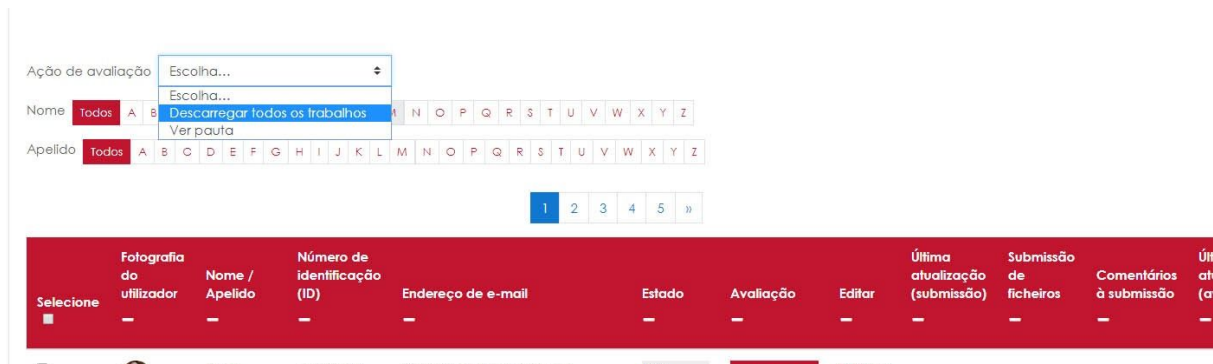 Ação de avaliação Escolha...
Escolha...
Nome Todos A B Descarregar todos os trabalhos M N O P Q R S T U V W X Y Z
Ver pauta
Apelido Todos A B C D E F G H I J K L M N O P Q R S T U V W X Y Z
1 2 3 4 5 »
Selecione
Fotografia do utilizador
Nome / Apelido
Número de identificação (ID)
Endereço de e-mail
Estado
Avaliação
Editar
Última atualização (submissão)
Submissão de ficheiros
Comentários à submissão